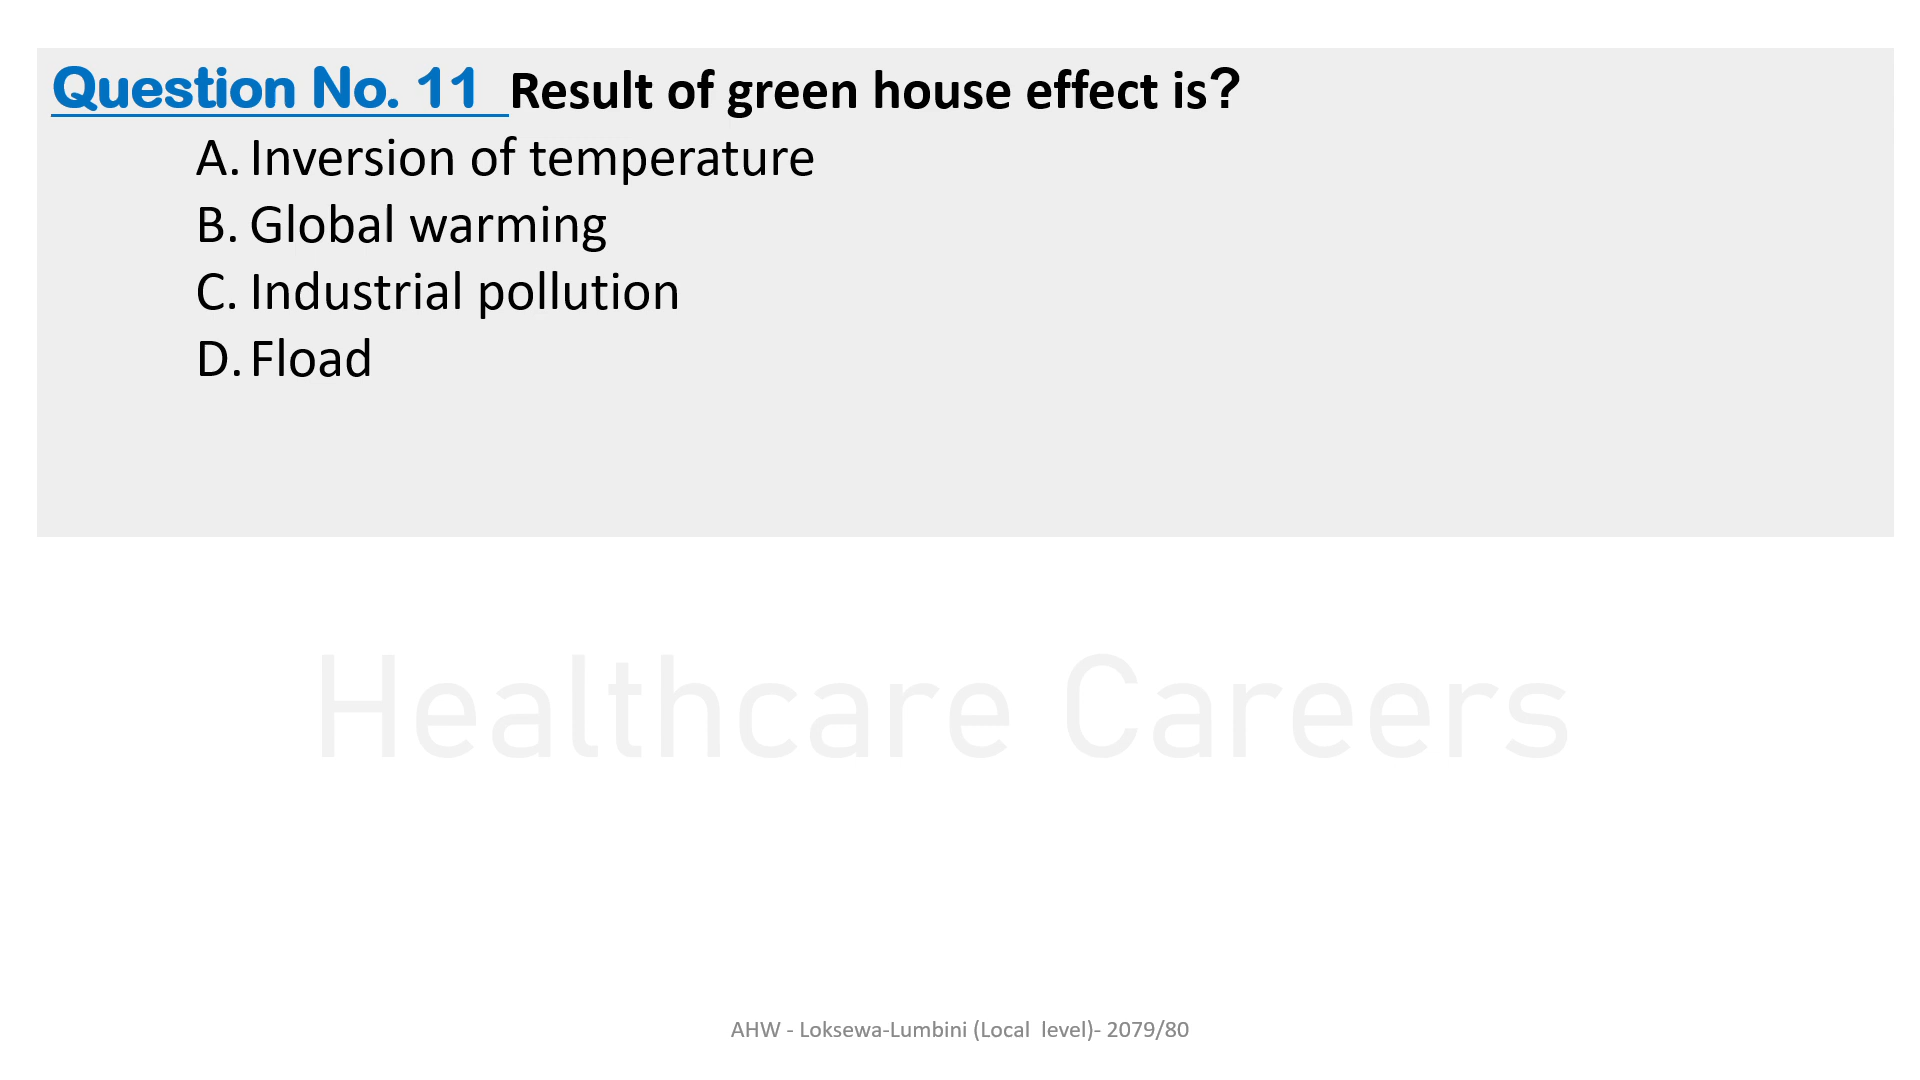 Question No. 11 Result of green house effect is?
A. Inversion of temperature
B. Global warming
C. Industrial pollution
D. Fload
Healthcare Careers
AHW - Loksewa-Lumbini (Local level)- 2079/80